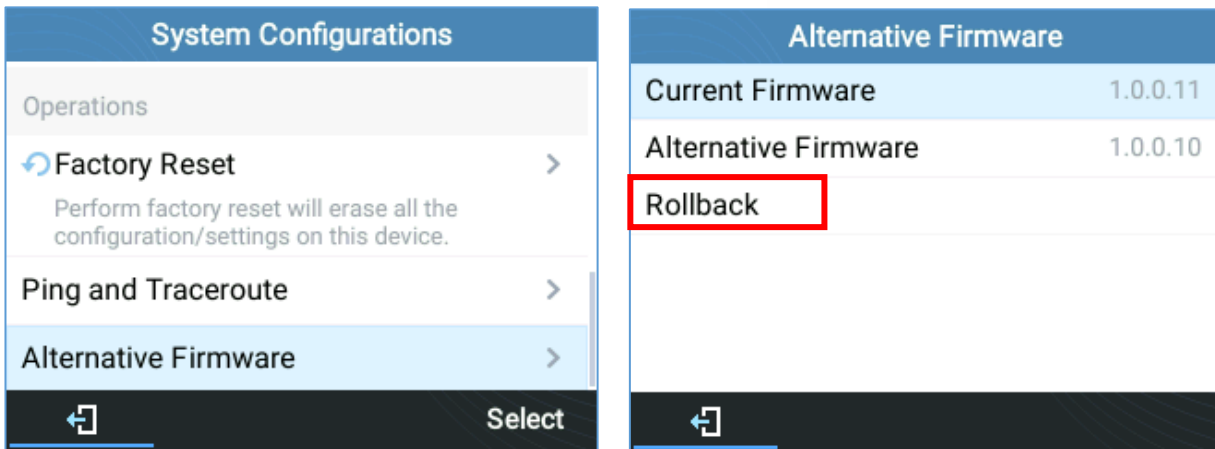 System Configurations
Operations
Factory Reset
Perform factory reset will erase all the
configuration/settings on this device.
Ping and Traceroute
Alternative Firmware
Select
Alternative Firmware
Current Firmware 1.0.0.11
Alternative Firmware 1.0.0.10
Rollback